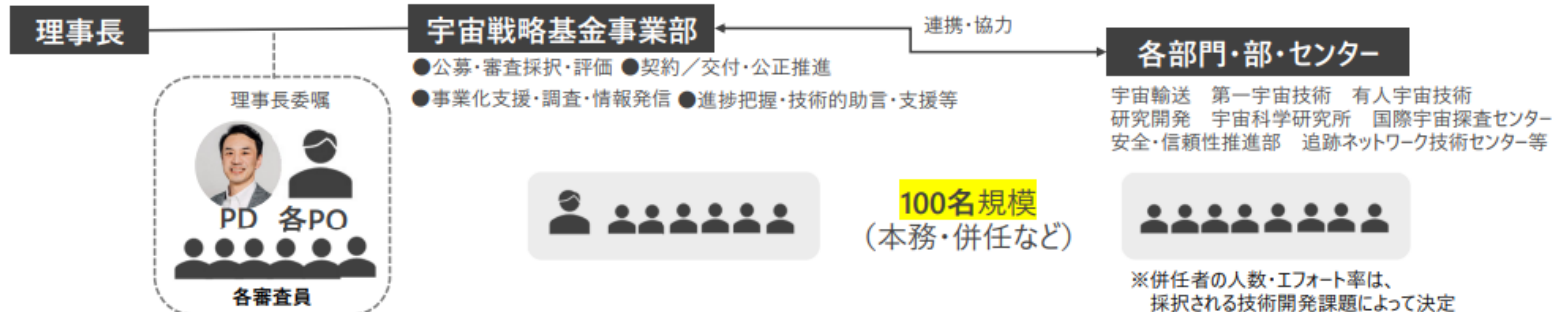 理事長
宇宙戦略基金事業部
連携・協力
各部門・部・センター
●公募・審査採択・評価 ●契約／交付・公正推進
●事業化支援・調査・情報発信 ●進捗把握・技術的助言・支援等
理事長委嘱
PD 各PO
各審査員
100名規模
（本務・併任など）
宇宙輸送 第一宇宙技術 有人宇宙技術
研究開発 宇宙科学研究所 国際宇宙探査センター
安全・信頼性推進部 追跡ネットワーク技術センター等
※併任者の人数・エフォート率は、
採択される技術開発課題によって決定